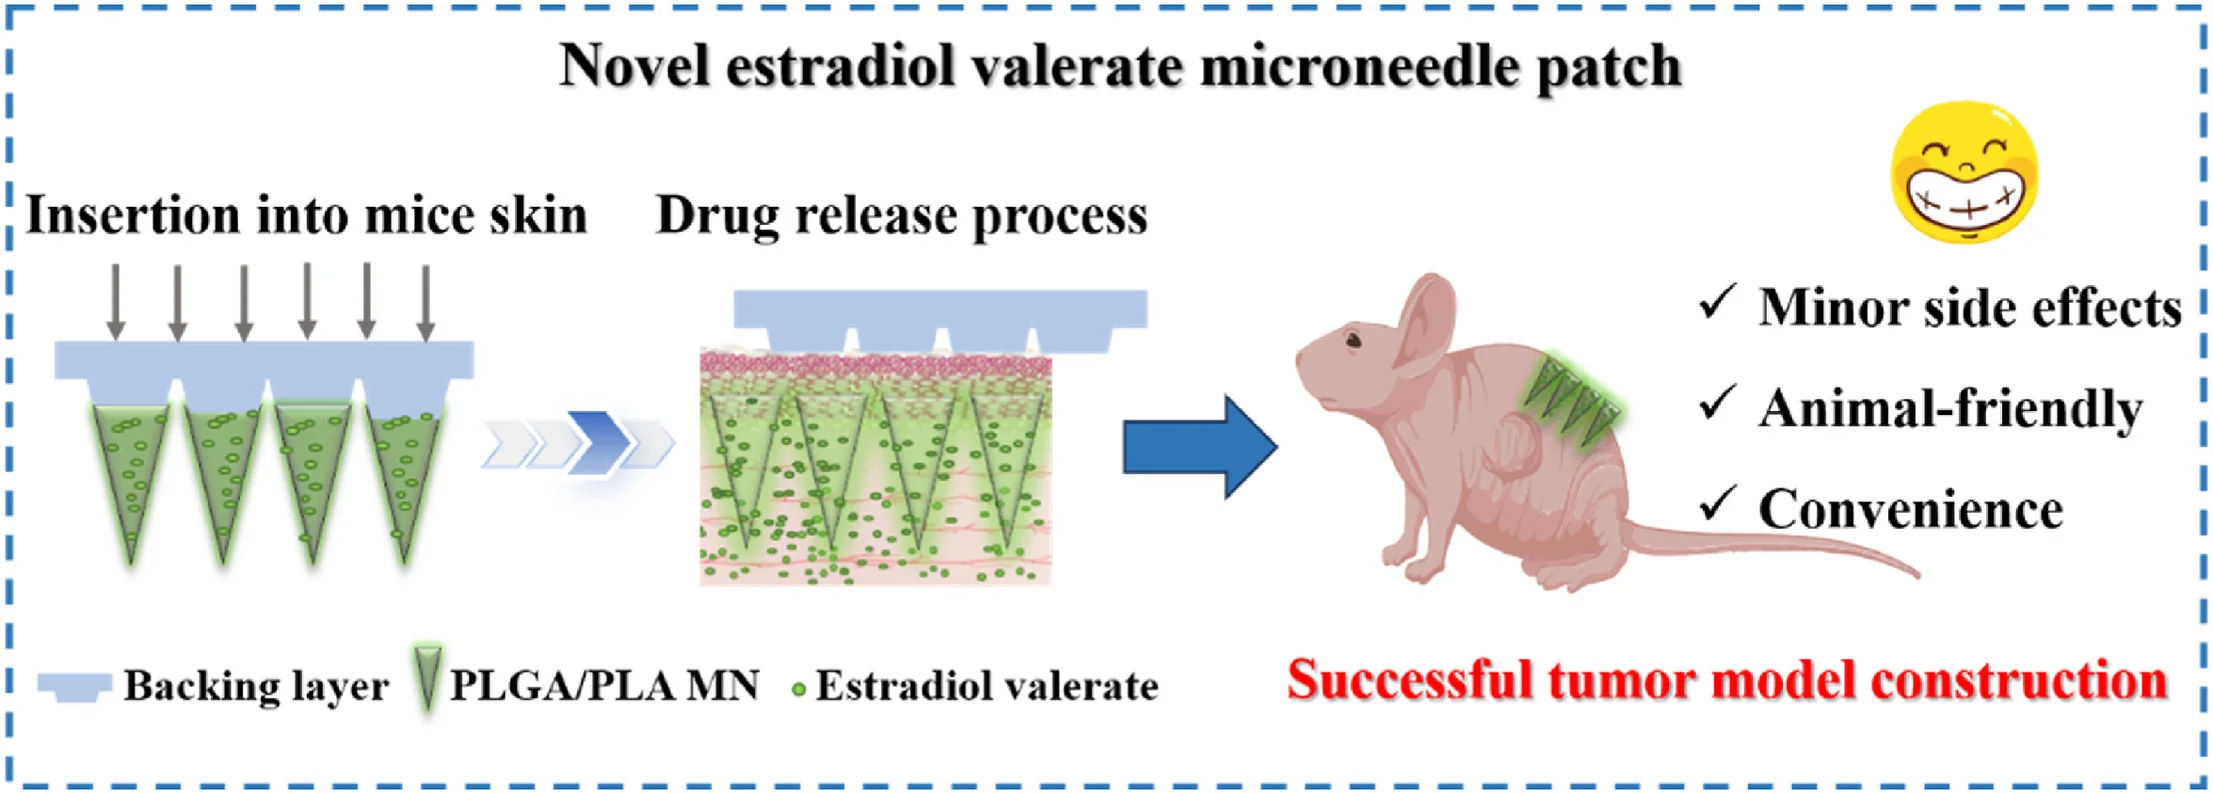 Novel estradiol valerate microneedle patch
Insertion into mice skin
Drug release process
✓ Minor side effects
✓ Animal-friendly
✓ Convenience
Backing layer
PLGA/PLA MN
Estradiol valerate
Successful tumor model construction